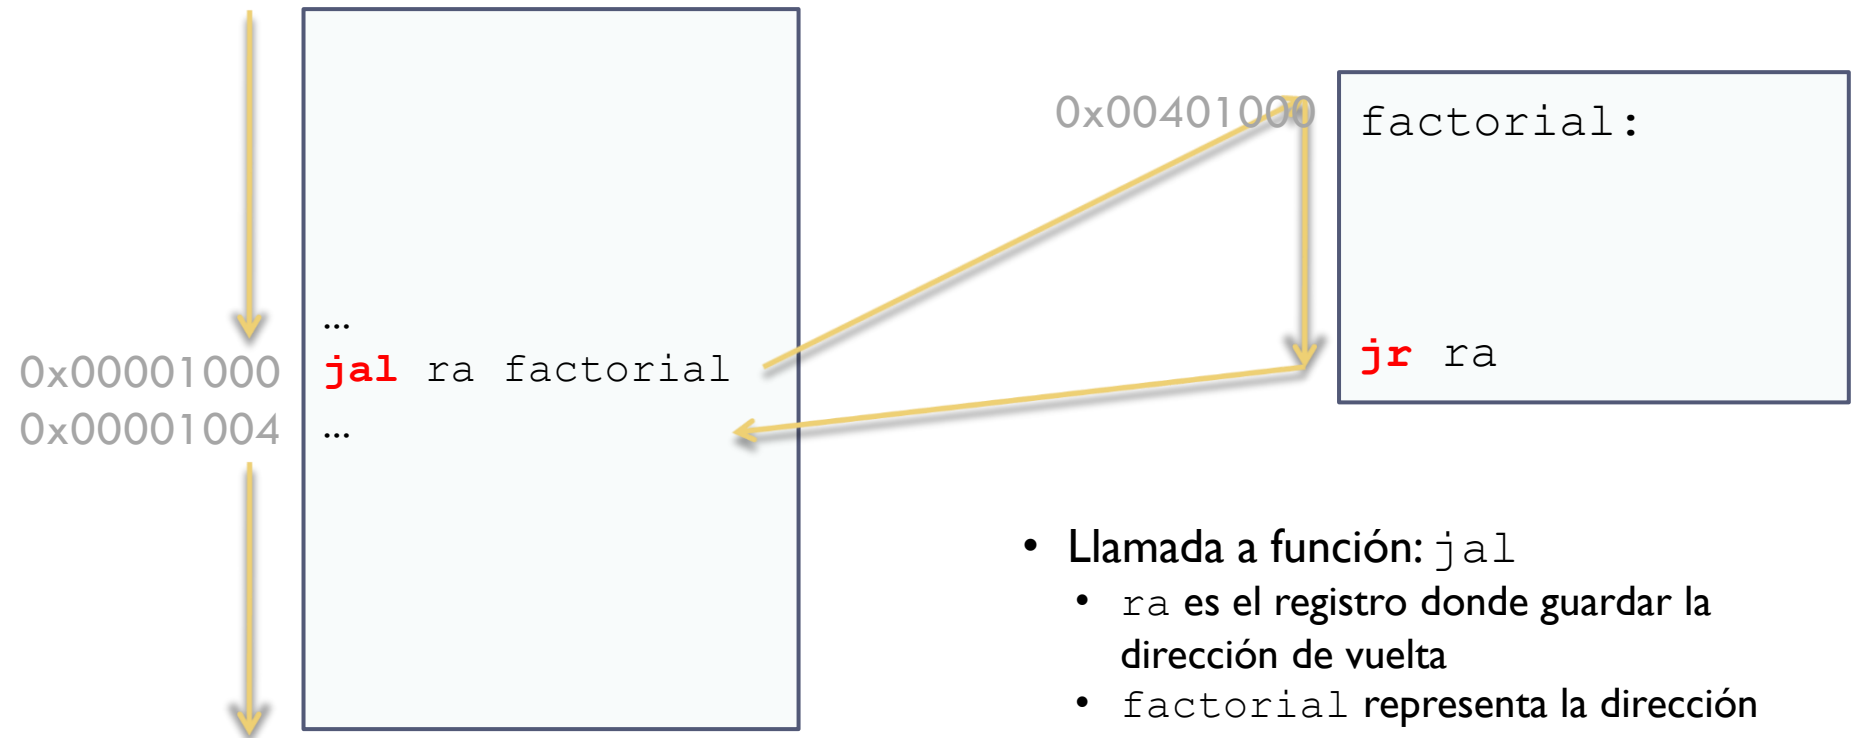 ...
0x00001000 jal ra factorial
0x00001004 ...
0x00401000 factorial:
jr ra
• Llamada a función: jal
• ra es el registro donde guardar la
dirección de vuelta
• factorial representa la dirección